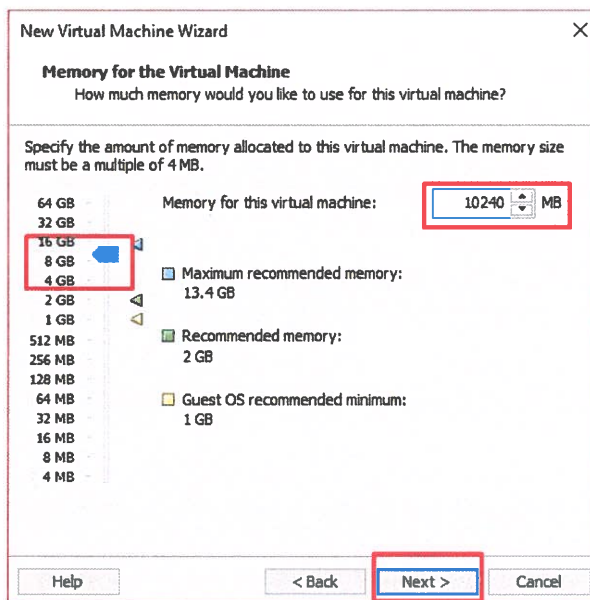 New Virtual Machine Wizard
Memory for the Virtual Machine
How much memory would you like to use for this virtual machine?
Specify the amount of memory allocated to this virtual machine. The memory size
must be a multiple of 4 MB.
64 GB
Memory for this virtual machine: 10240 MB
32 GB
16 GB
8 GB
4 GB
2 GB
1 GB
512 MB
256 MB
128 MB
64 MB
32 MB
16 MB
8 MB
4 MB
Maximum recommended memory:
13.4 GB
Recommended memory:
2 GB
Guest OS recommended minimum:
1 GB
Help < Back Next > Cancel